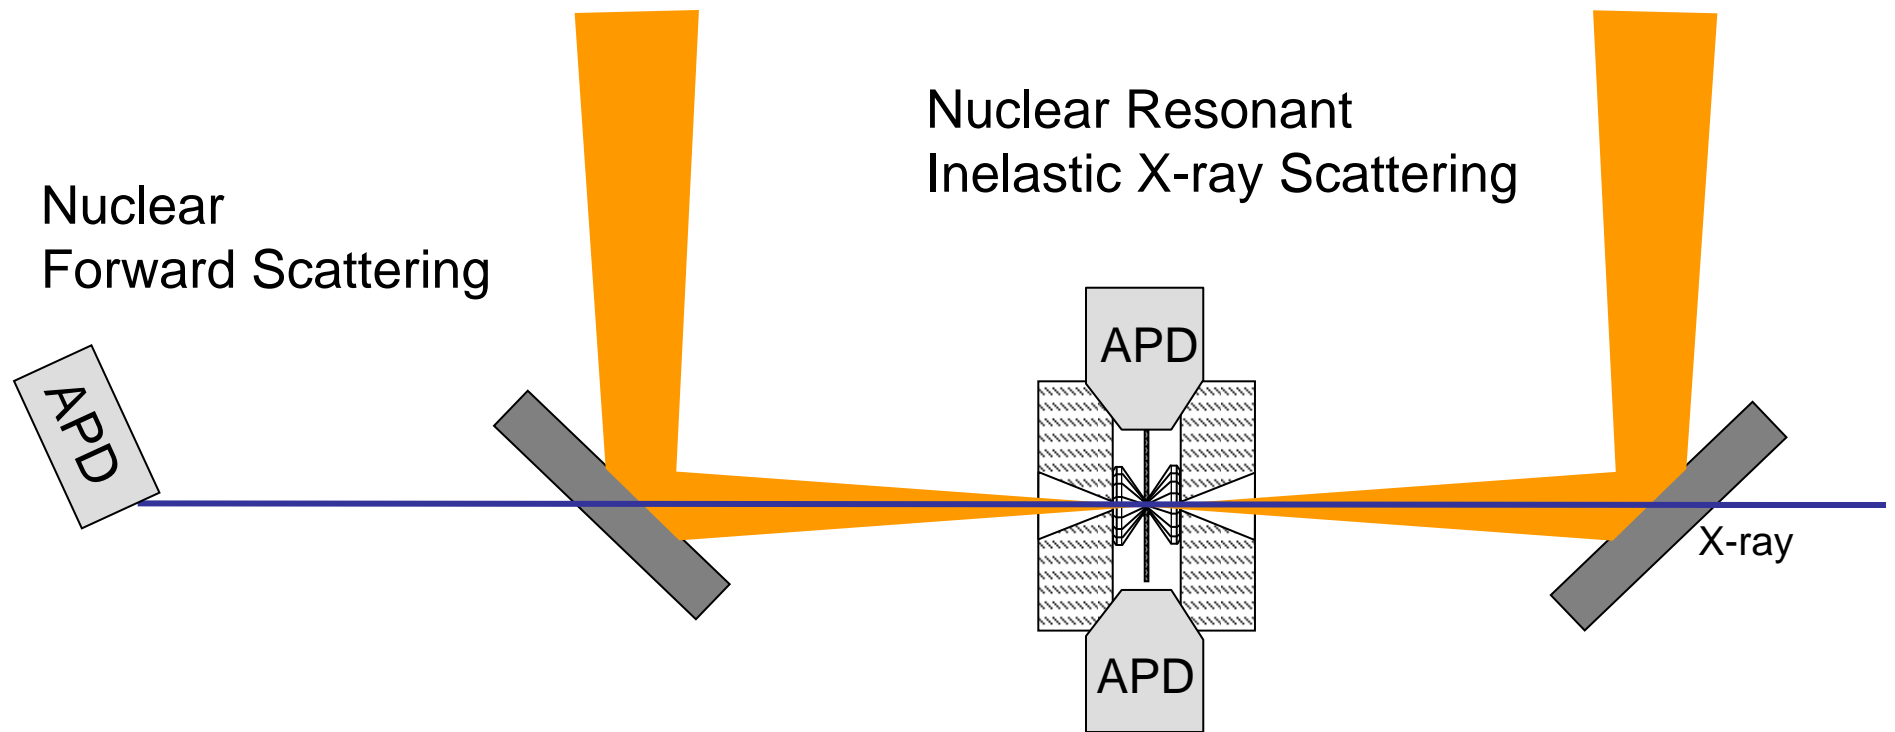 Nuclear Resonant
Inelastic X-ray Scattering
Nuclear
Forward Scattering
APD
APD
X-ray
APD